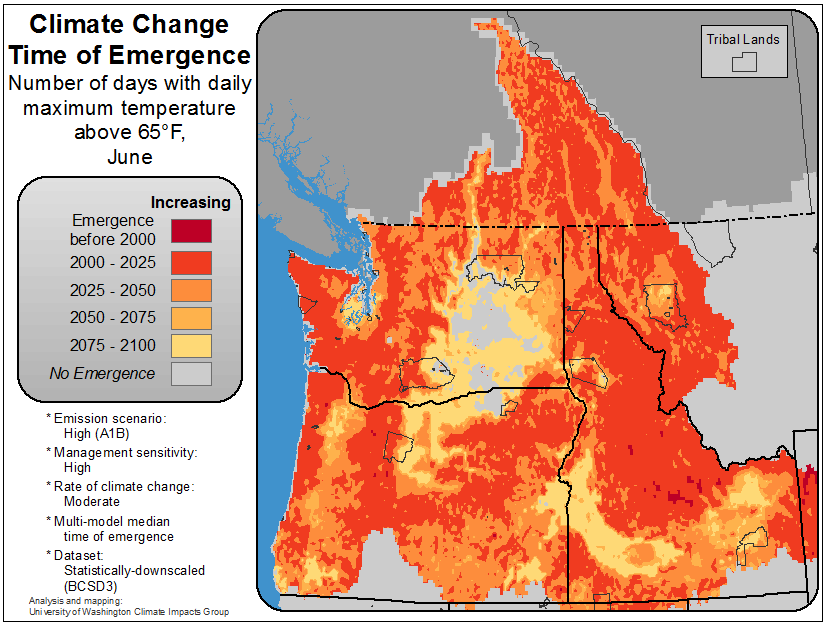 Climate Change
Time of Emergence
Number of days with daily
maximum temperature
above 65°F,
June
Increasing
Emergence
before 2000
2000 - 2025
2025 - 2050
2050 - 2075
2075 - 2100
No Emergence
* Emission scenario:
High (A1B)
* Management sensitivity:
High
* Rate of climate change:
Moderate
* Multi-model median
time of emergence
* Dataset:
Statistically-downscaled
(BCSD3)
Analysis and mapping:
University of Washington Climate Impacts Group
Tribal Lands